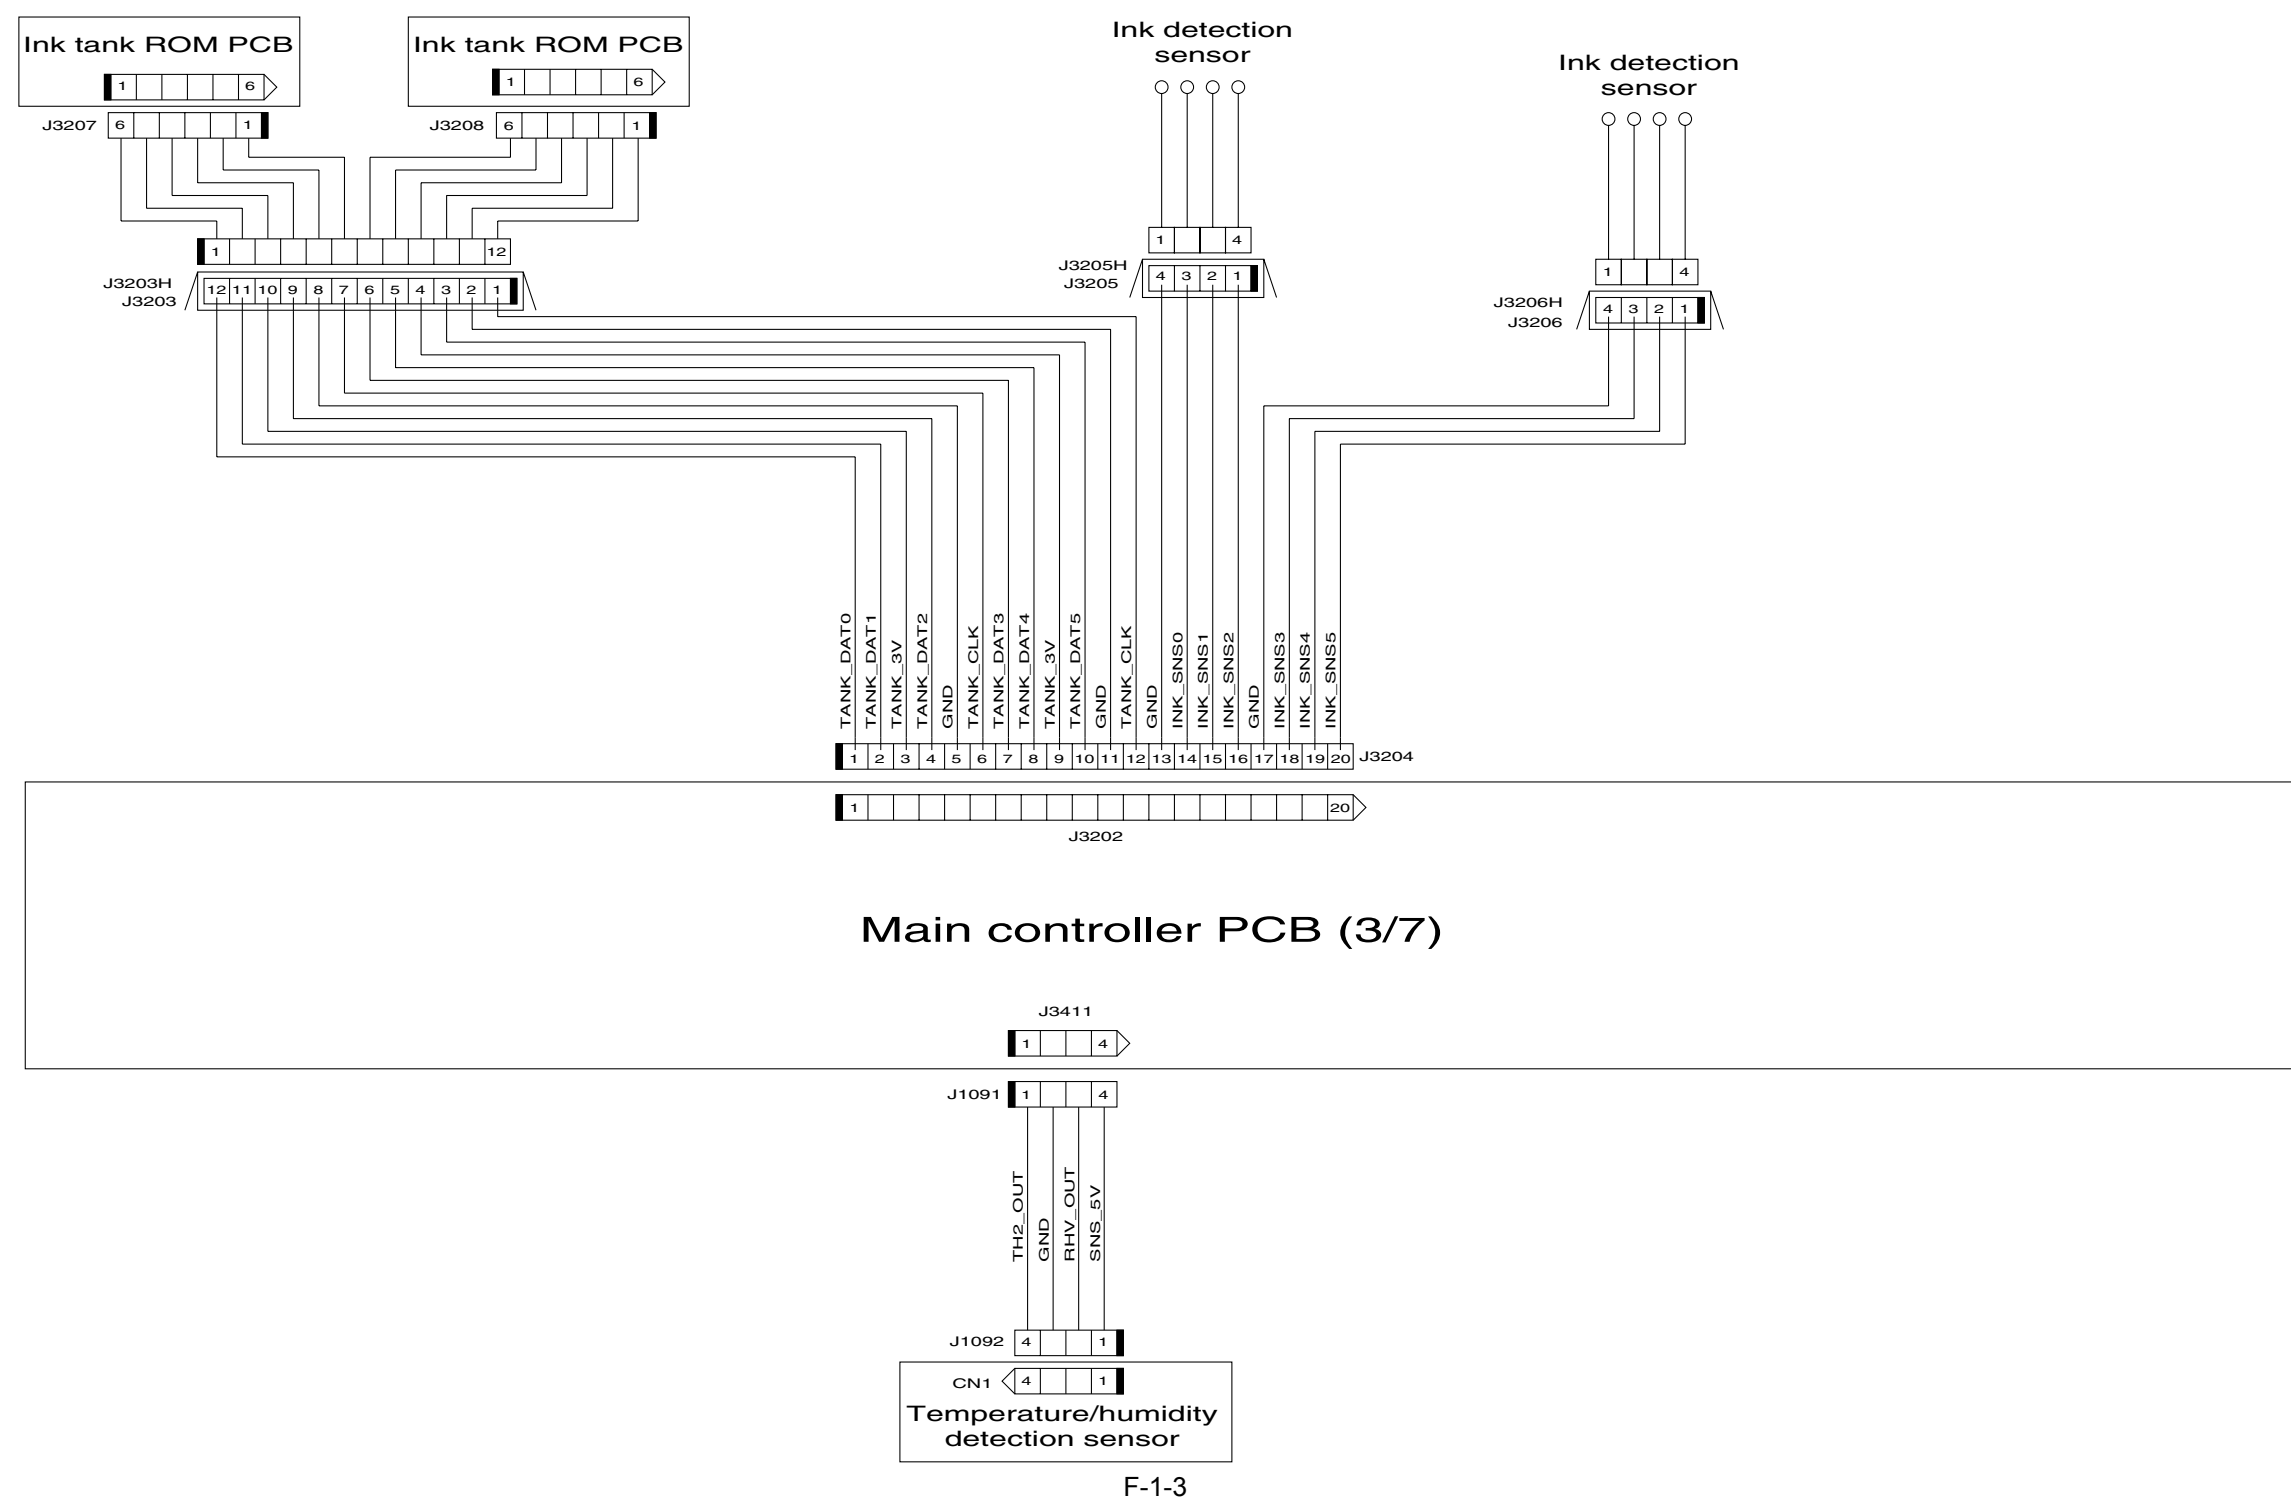 Ink tank ROM PCB
1 6
J3207 6 1
Ink tank ROM PCB
1 6
J3208 6 1
1 12
J3203H
J3203
12 11 10 9 8 7 6 5 4 3 2 1
Ink detection
sensor
1 4
J3205H
J3205
4 3 2 1
Ink detection
sensor
1 4
J3206H
J3206
4 3 2 1
TANK_DAT0
TANK_DAT1
TANK_3V
TANK_DAT2
GND
TANK_CLK
TANK_DAT3
TANK_DAT4
TANK_3V
TANK_DAT5
GND
TANK_CLK
GND
INK_SNS0
INK_SNS1
INK_SNS2
GND
INK_SNS3
INK_SNS4
INK_SNS5
1 2 3 4 5 6 7 8 9 10 11 12 13 14 15 16 17 18 19 20 J3204
1 20
J3202
Main controller PCB (3/7)
J3411
1 4
J1091 1 4
TH2_OUT
GND
RHV_OUT
SNS_5V
J1092 4 1
CN1 4 1
Temperature/humidity
detection sensor
F-1-3